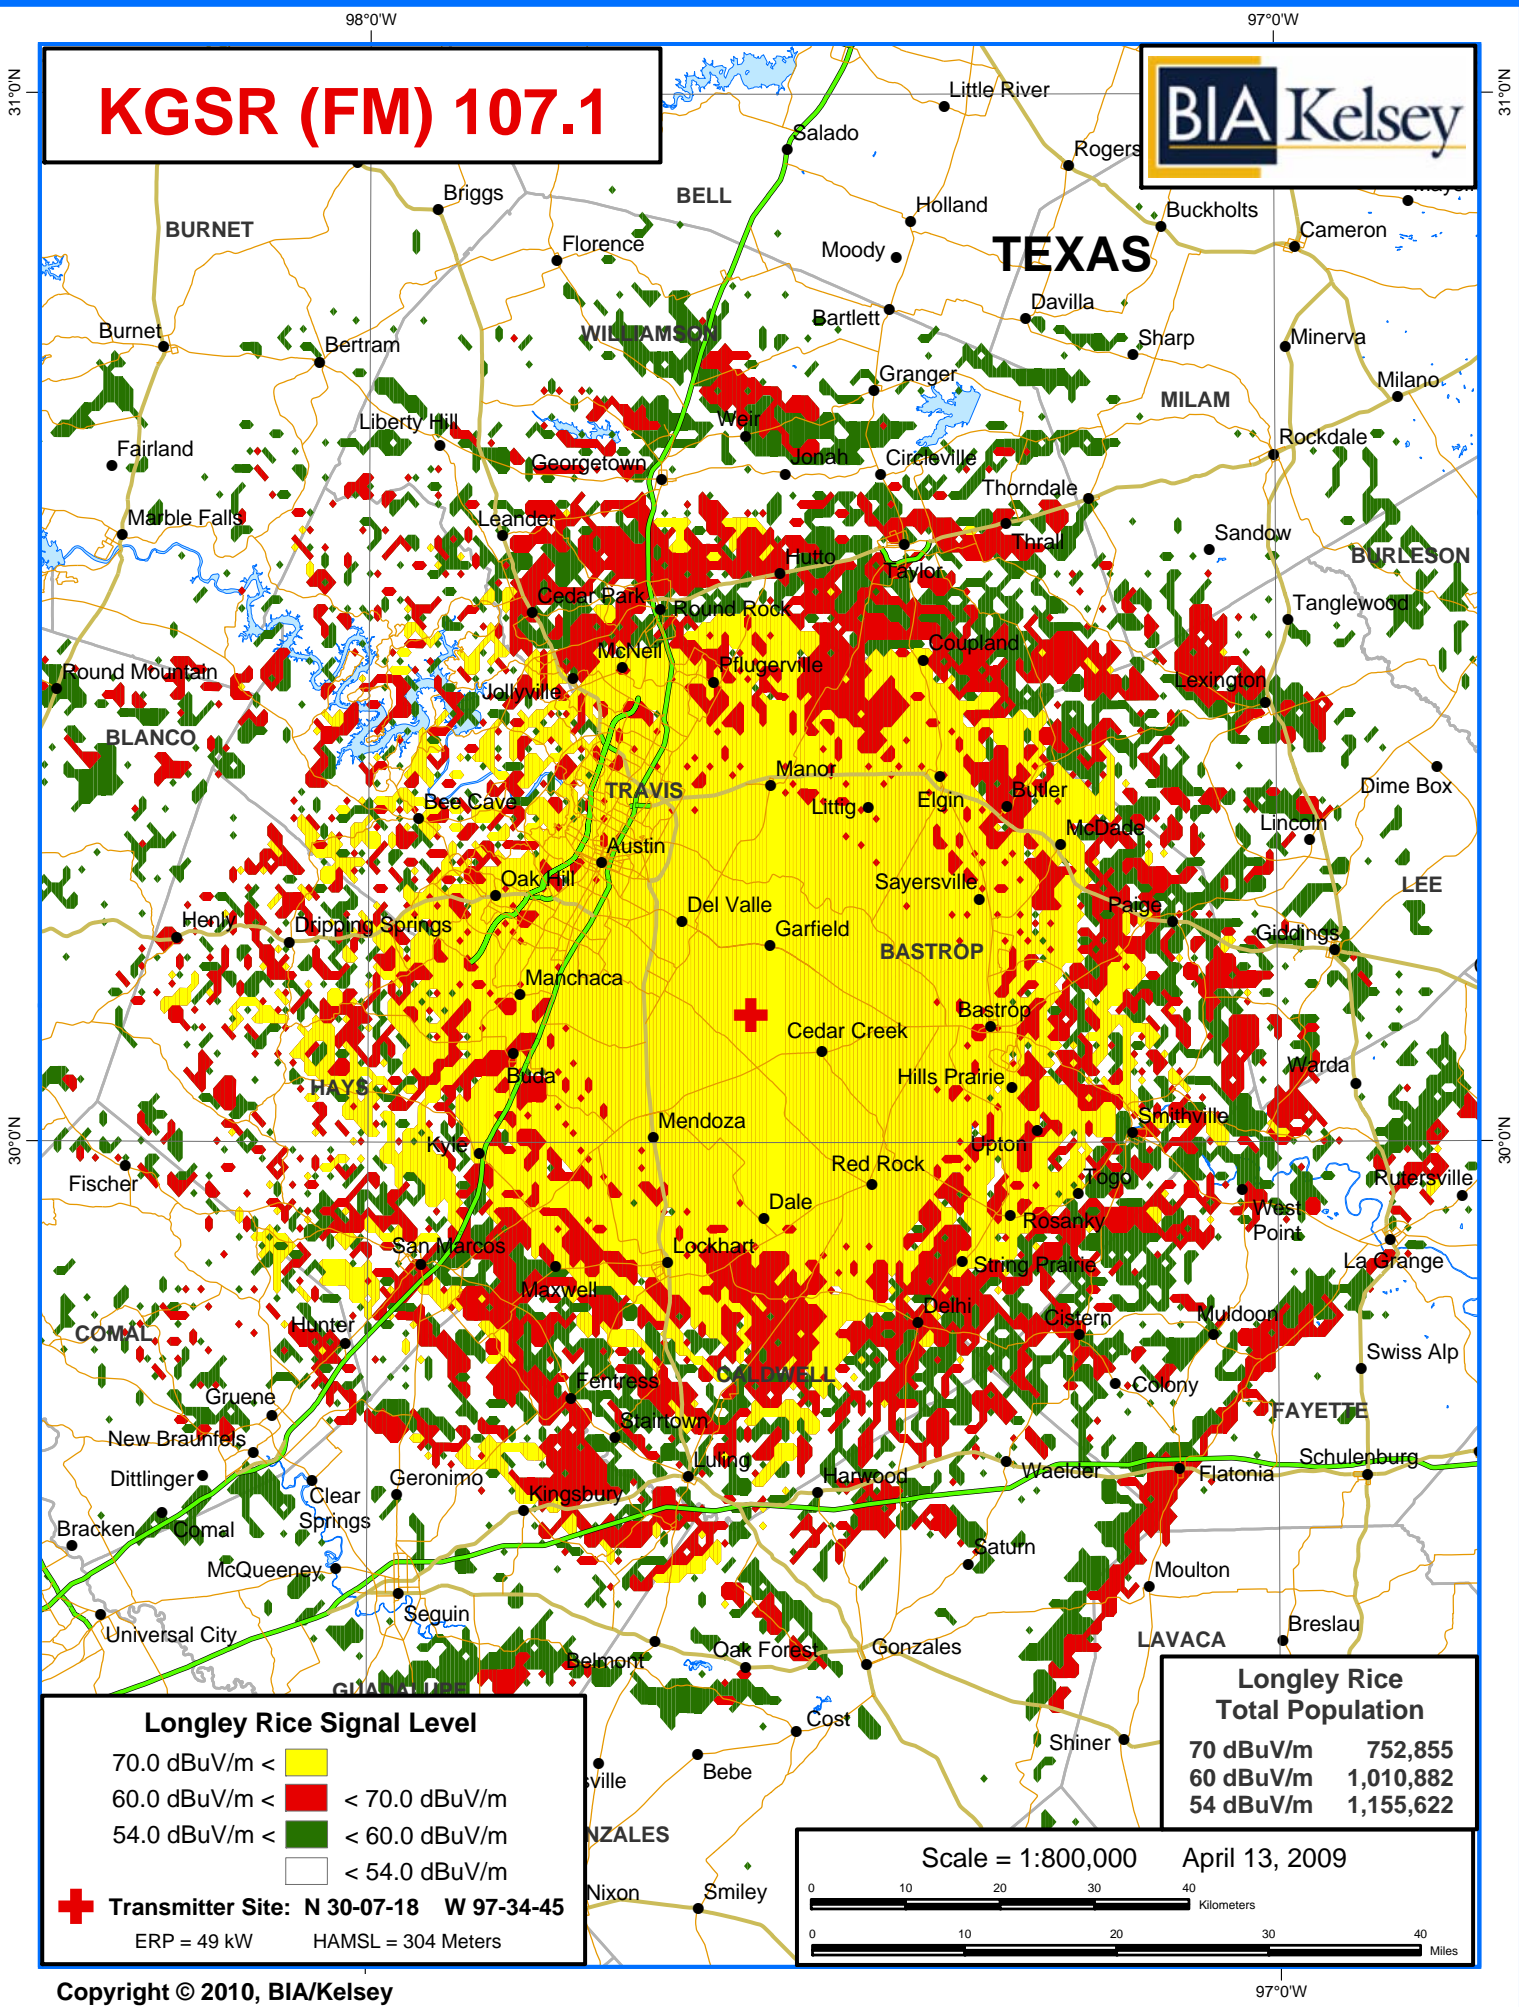 98°0'W
97°0'W
31°0'N
31°0'N
KGSR (FM) 107.1
BIA Kelsey
Little River
Salado
Rogers
Briggs
BELL
Holland
Buckholts
BURNET
Florence
Moody
TEXAS
Cameron
Burnet
Bertram
WILLIAMSON
Bartlett
Davilla
Sharp
Minerva
Granger
MILAM
Milano
Liberty Hill
Weir
Rockdale
Fairland
Georgetown
Jonah
Circleville
Thorndale
Marble Falls
Leander
Thrall
Sandow
BURLESON
Hutto
Taylor
Cedar Park
Round Rock
Tanglewood
McNeil
Pflugerville
Coupland
Round Mountain
Jollyville
Lexington
BLANCO
Manor
Dime Box
TRAVIS
Bee Cave
Littig
Elgin
Butler
Lincoln
McDade
Austin
Oak Hill
Sayersville
LEE
Henly
Dripping Springs
Del Valle
Garfield
Paige
Giddings
BASTROP
Manchaca
Cedar Creek
Bastrop
Buda
HAYS
Hills Prairie
Warda
30°0'N
30°0'N
Kyle
Mendoza
Upton
Smithville
Fischer
Red Rock
Togo
Rutersville
Dale
Rosanky
West
Point
San Marcos
Lockhart
String Prairie
La Grange
Maxwell
COMAL
Hunter
Delhi
Cistern
Muldoon
Swiss Alp
Gruene
Fentress
CALDWELL
Colony
FAYETTE
New Braunfels
Stairtown
Dittlinger
Geronimo
Luling
Harwood
Waelder
Flatonia
Schulenburg
Clear
Springs
Kingsbury
Bracken
Comal
McQueeney
Saturn
Moulton
Seguin
Universal City
Belmont
Oak Forest
Gonzales
LAVACA
Breslau
GUADALUPE
Cost
Shiner
sville
Bebe
NZALES
Nixon
Smiley
Longley Rice Signal Level
70.0 dBuV/m <
60.0 dBuV/m < < 70.0 dBuV/m
54.0 dBuV/m < < 60.0 dBuV/m
< 54.0 dBuV/m
Transmitter Site: N 30-07-18 W 97-34-45
ERP = 49 kW HAMSL = 304 Meters
Longley Rice
Total Population
70 dBuV/m 752,855
60 dBuV/m 1,010,882
54 dBuV/m 1,155,622
Scale = 1:800,000 April 13, 2009
0 10 20 30 40
Kilometers
0 10 20 30 40
Miles
Copyright © 2010, BIA/Kelsey
97°0'W